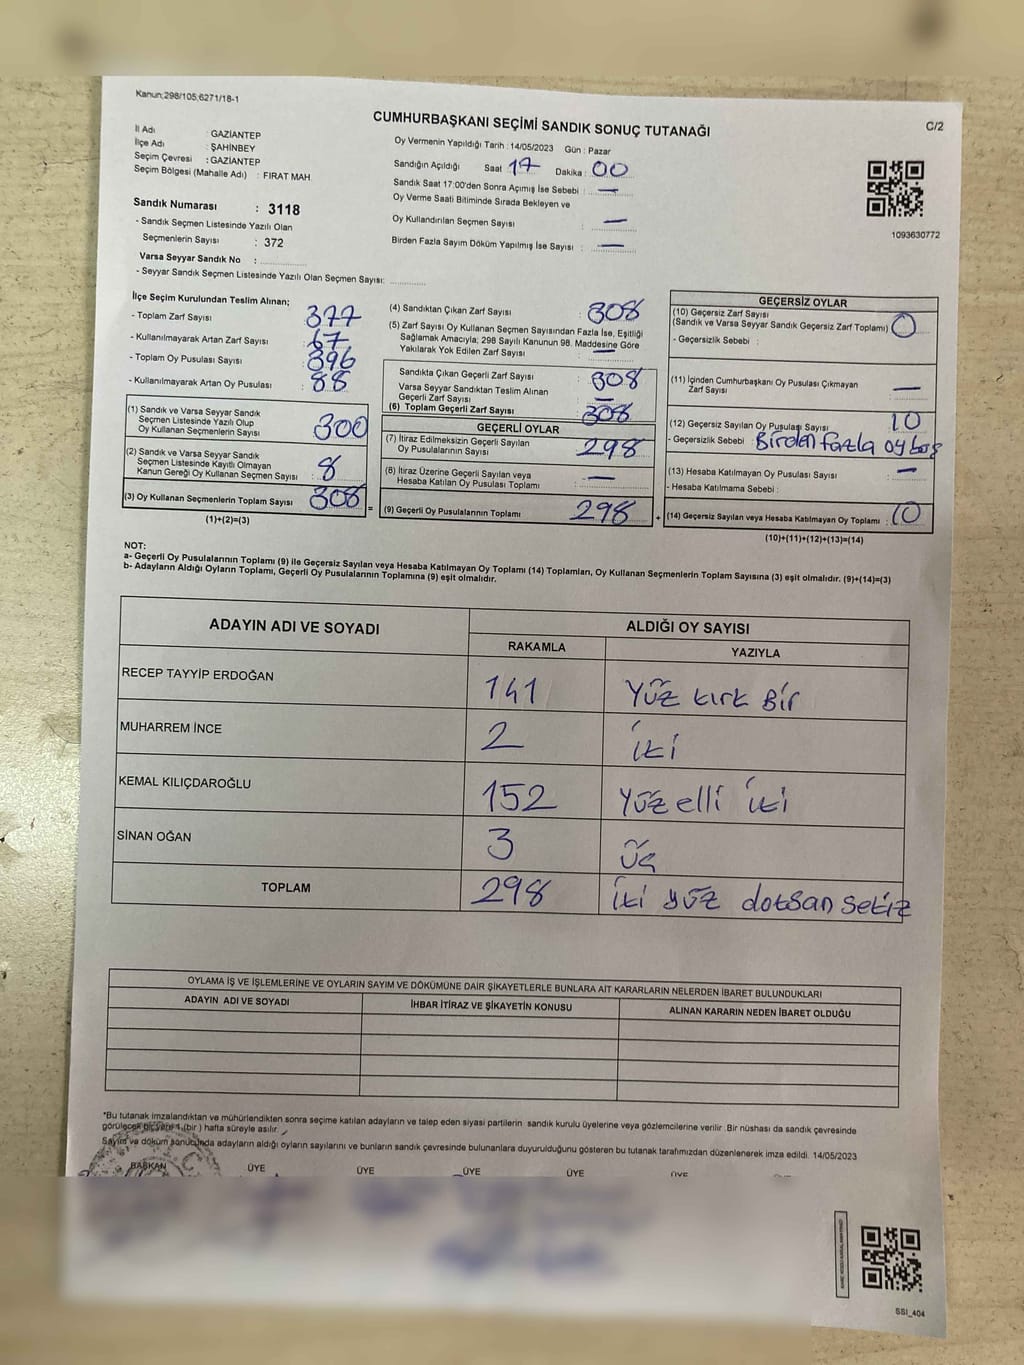 Kanun;298/105,6271/18-1
CUMHURBAŞKANI SEÇİMİ SANDIK SONUÇ TUTANAĞI
C/2
İl Adı : GAZİANTEP
İlçe Adı : ŞAHİNBEY
Seçim Çevresi : GAZİANTEP
Seçim Bölgesi (Mahalle Adı) : FIRAT MAH.
Oy Vermenin Yapıldığı Tarih : 14/05/2023 Gün : Pazar
Sandığın Açıldığı Saat 17 Dakika : 00
Sandık Saat 17:00'den Sonra Açımış İse Sebebi : —
Oy Verme Saati Bitiminde Sırada Bekleyen ve
Oy Kullandırılan Seçmen Sayısı : —
Birden Fazla Sayım Döküm Yapılmış İse Sayısı : —
1093630772
Sandık Numarası : 3118
- Sandık Seçmen Listesinde Yazılı Olan
Seçmenlerin Sayısı : 372
Varsa Seyyar Sandık No :
- Seyyar Sandık Seçmen Listesinde Yazılı Olan Seçmen Sayısı:
İlçe Seçim Kurulundan Teslim Alınan;
- Toplam Zarf Sayısı : 377
- Kullanılmayarak Artan Zarf Sayısı : 67
- Toplam Oy Pusulası Sayısı : 396
- Kullanılmayarak Artan Oy Pusulası : 88
(1) Sandık ve Varsa Seyyar Sandık
Seçmen Listesinde Yazılı Olup
Oy Kullanan Seçmenlerin Sayısı : 300
(2) Sandık ve Varsa Seyyar Sandık
Seçmen Listesinde Kayıtlı Olmayan
Kanun Gereği Oy Kullanan Seçmen Sayısı : 8
(3) Oy Kullanan Seçmenlerin Toplam Sayısı : 308 =
(1)+(2)=(3)
(4) Sandıktan Çıkan Zarf Sayısı : 308
(5) Zarf Sayısı Oy Kullanan Seçmen Sayısından Fazla İse, Eşitliği
Sağlamak Amacıyla; 298 Sayılı Kanunun 98. Maddesine Göre
Yakılarak Yok Edilen Zarf Sayısı : —
Sandıkta Çıkan Geçerli Zarf Sayısı : 308
Varsa Seyyar Sandıktan Teslim Alınan
Geçerli Zarf Sayısı : —
(6) Toplam Geçerli Zarf Sayısı : 308
GEÇERLİ OYLAR
(7) İtiraz Edilmeksizin Geçerli Sayılan
Oy Pusulalarının Sayısı : 298
(8) İtiraz Üzerine Geçerli Sayılan veya
Hesaba Katılan Oy Pusulası Toplamı : —
(9) Geçerli Oy Pusulalarının Toplamı : 298 +
GEÇERSİZ OYLAR
(10) Geçersiz Zarf Sayısı : 0
(Sandık ve Varsa Seyyar Sandık Geçersiz Zarf Toplamı)
- Geçersizlik Sebebi :
(11) İçinden Cumhurbaşkanı Oy Pusulası Çıkmayan
Zarf Sayısı : —
(12) Geçersiz Sayılan Oy Pusulası Sayısı : 10
- Geçersizlik Sebebi : Birden fazla oy boş
(13) Hesaba Katılmayan Oy Pusulası Sayısı : —
- Hesaba Katılmama Sebebi :
(14) Geçersiz Sayılan veya Hesaba Katılmayan Oy Toplamı : 10
(10)+(11)+(12)+(13)=(14)
NOT:
a- Geçerli Oy Pusulalarının Toplamı (9) ile Geçersiz Sayılan veya Hesaba Katılmayan Oy Toplamı (14) Toplamları, Oy Kullanan Seçmenlerin Toplam Sayısına (3) eşit olmalıdır. (9)+(14)=(3)
b- Adayların Aldığı Oyların Toplamı, Geçerli Oy Pusulalarının Toplamına (9) eşit olmalıdır.
ADAYIN ADI VE SOYADI ALDIĞI OY SAYISI
RAKAMLA YAZIYLA
RECEP TAYYİP ERDOĞAN 141 Yüz kırk bir
MUHARREM İNCE 2 iki
KEMAL KILIÇDAROĞLU 152 Yüz elli iki
SİNAN OĞAN 3 üç
TOPLAM 298 iki yüz doksan sekiz
OYLAMA İŞ VE İŞLEMLERİNE VE OYLARIN SAYIM VE DÖKÜMÜNE DAİR ŞİKAYETLERLE BUNLARA AİT KARARLARIN NELERDEN İBARET BULUNDUKLARI
ADAYIN ADI VE SOYADI İHBAR İTİRAZ VE ŞİKAYETİN KONUSU ALINAN KARARIN NEDEN İBARET OLDUĞU
*Bu tutanak imzalandıktan ve mühürlendikten sonra seçime katılan adayların ve talep eden siyasi partilerin sandık kurulu üyelerine veya gözlemcilerine verilir. Bir nüshası da sandık çevresinde
görülecek bir yere 1 (bir) hafta süreyle asılır.
Sayım ve döküm sonucunda adayların aldığı oyların sayılarını ve bunların sandık çevresinde bulunanlara duyurulduğunu gösteren bu tutanak tarafımızdan düzenlenerek imza edildi. 14/05/2023
BAŞKAN ÜYE ÜYE ÜYE ÜYE ÜYE
SSI_404